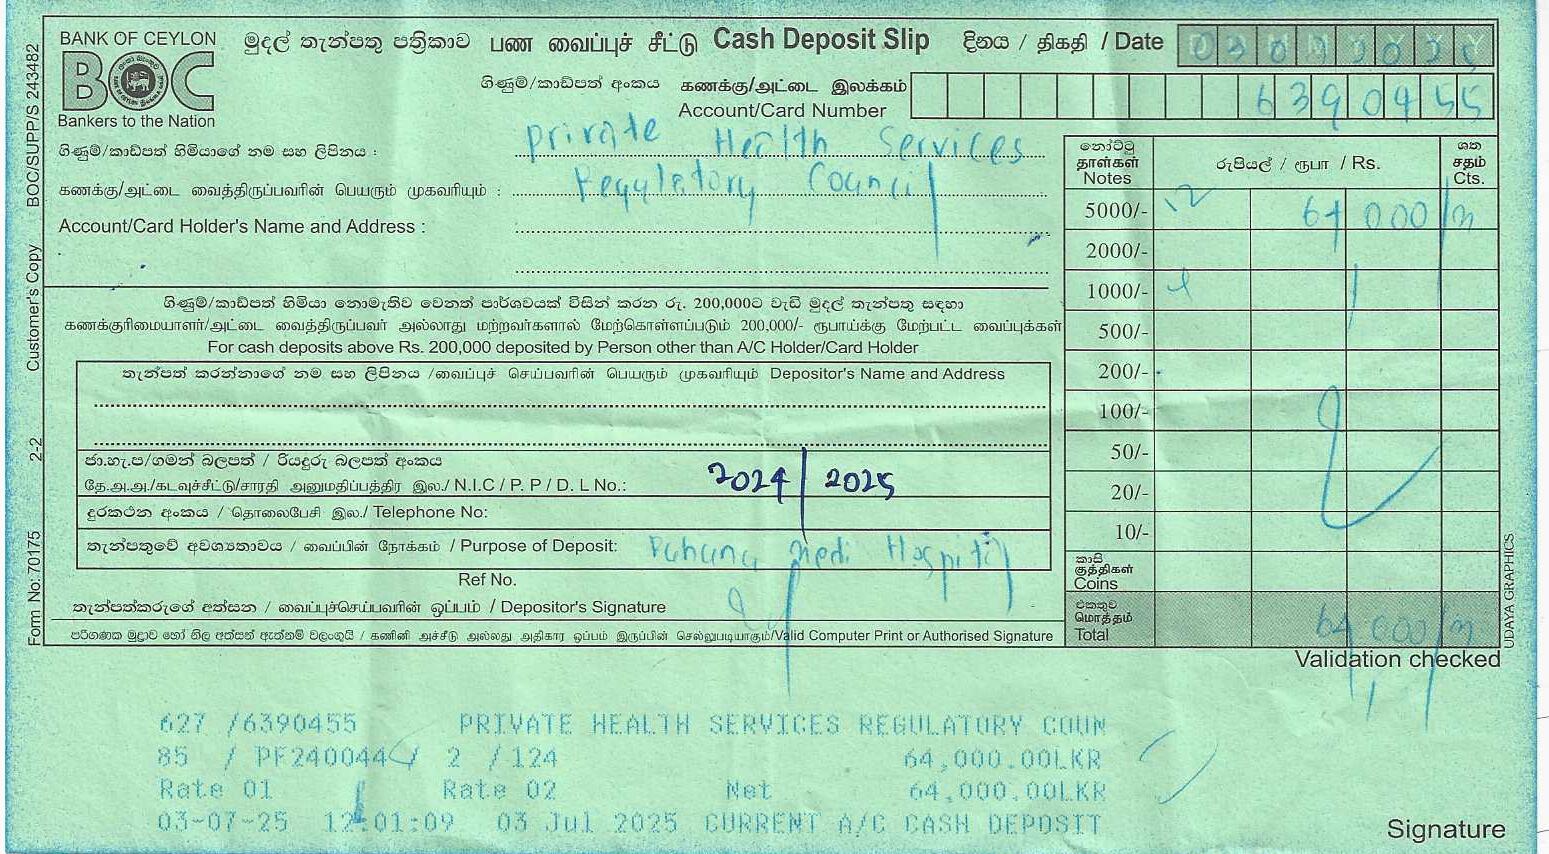 BANK OF CEYLON
BOC
Bankers to the Nation
මුදල් තැන්පතු පත්‍රිකාව பண வைப்புச் சீட்டு Cash Deposit Slip
දිනය / திகதி / Date 03072025
ගිණුම්/කාඩ්පත් අංකය கணக்கு/அட்டை இலக்கம்
Account/Card Number 6390455
ගිණුම්/කාඩ්පත් හිමියාගේ නම සහ ලිපිනය : private Health Services
கணக்கு/அட்டை வைத்திருப்பவரின் பெயரும் முகவரியும் : Regulatory Council
Account/Card Holder's Name and Address :
ගිණුම්/කාඩ්පත් හිමියා නොමැතිව වෙනත් පාර්ශවයක් විසින් කරන රු. 200,000ට වැඩි මුදල් තැන්පතු සඳහා
கணக்குரிமையாளர்/அட்டை வைத்திருப்பவர் அல்லாது மற்றவர்களால் மேற்கொள்ளப்படும் 200,000/- ரூபாய்க்கு மேற்பட்ட வைப்புக்கள்
For cash deposits above Rs. 200,000 deposited by Person other than A/C Holder/Card Holder
තැන්පත් කරන්නාගේ නම සහ ලිපිනය /வைப்புச் செய்பவரின் பெயரும் முகவரியும் Depositor's Name and Address
ජා.හැ.ප/ගමන් බලපත් / රියදුරු බලපත් අංකය
தே.அ.அ./கடவுச்சீட்டு/சாரதி அனுமதிப்பத்திர இல./ N.I.C / P. P / D. L No.: 2024/2025
දුරකථන අංකය / தொலைபேசி இல./ Telephone No:
තැන්පතුවේ අවශ්‍යතාවය / வைப்பின் நோக்கம் / Purpose of Deposit: Medi Hospital
Ref No.
තැන්පත්කරුගේ අත්සන / வைப்புச்செய்பவரின் ஒப்பம் / Depositor's Signature
පරිගණක මුද්‍රාව හෝ නිල අත්සන ඇත්නම් වලංගුයි / கணினி அச்சீடு அல்லது அதிகார ஒப்பம் இருப்பின் செல்லுபடியாகும்/Valid Computer Print or Authorised Signature
නෝට්ටු
தாள்கள்
Notes
රුපියල් / ரூபா / Rs.
ශත
சதம்
Cts.
5000/- 12 64 000
2000/-
1000/- 4
500/-
200/-
100/-
50/-
20/-
10/-
කාසි
குத்திகள்
Coins
එකතුව
மொத்தம்
Total 64 000
Validation checked
BOC/SUPP/S 243482
Customer's Copy
2-2
Form No: 70175
UDAYA GRAPHICS
627 /6390455 PRIVATE HEALTH SERVICES REGULATORY COUN
85 / PF240044 / 2 /124 64,000.00LKR
Rate 01 Rate 02 Net 64,000.00LKR
03-07-25 12:01:09 03 Jul 2025 CURRENT A/C CASH DEPOSIT
Signature